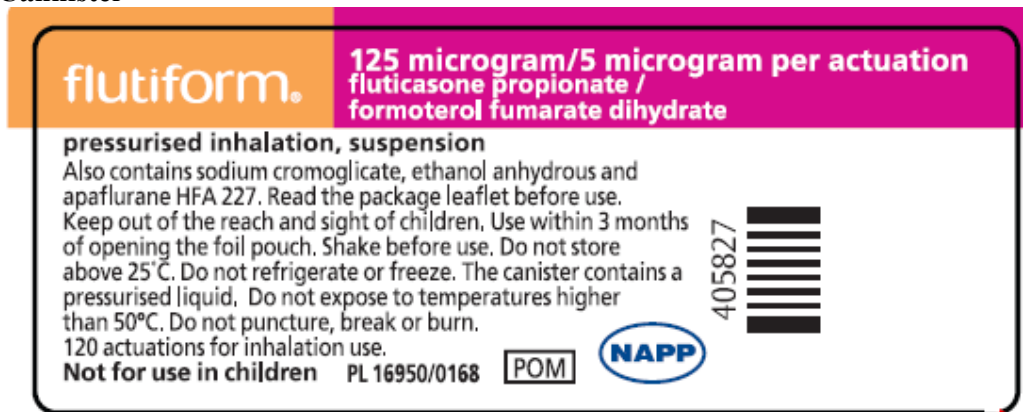 flutiform®
125 microgram/5 microgram per actuation
fluticasone propionate /
formoterol fumarate dihydrate
pressurised inhalation, suspension
Also contains sodium cromoglicate, ethanol anhydrous and
apaflurane HFA 227. Read the package leaflet before use.
Keep out of the reach and sight of children. Use within 3 months
of opening the foil pouch. Shake before use. Do not store
above 25°C. Do not refrigerate or freeze. The canister contains a
pressurised liquid. Do not expose to temperatures higher
than 50ºC. Do not puncture, break or burn.
120 actuations for inhalation use.
Not for use in children PL 16950/0168 POM
NAPP
405827